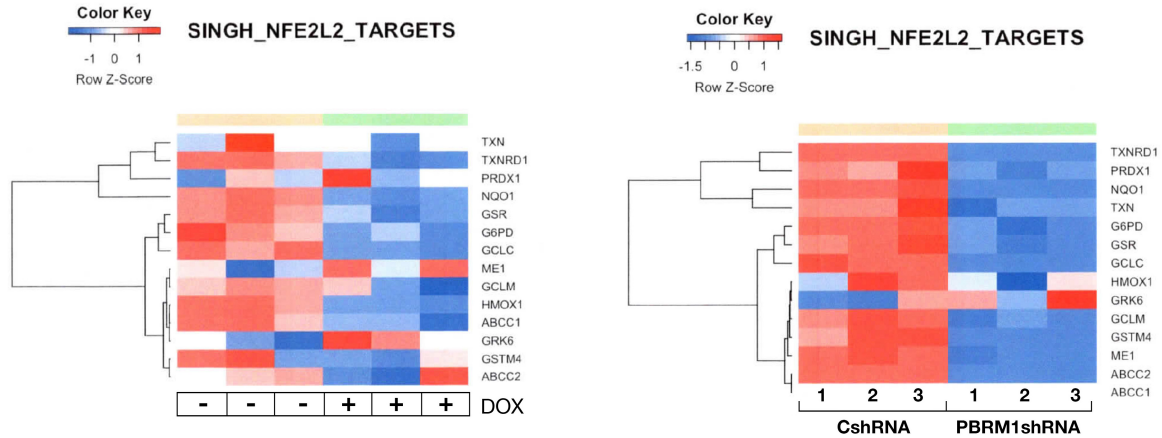 Color Key
SINGH_NFE2L2_TARGETS
-1 0 1
Row Z-Score
TXN
TXNRD1
PRDX1
NQO1
GSR
G6PD
GCLC
ME1
GCLM
HMOX1
ABCC1
GRK6
GSTM4
ABCC2
- - - + + + DOX
Color Key
SINGH_NFE2L2_TARGETS
-1.5 0 1
Row Z-Score
TXNRD1
PRDX1
NQO1
TXN
G6PD
GSR
GCLC
HMOX1
GRK6
GCLM
GSTM4
ME1
ABCC2
ABCC1
1 2 3 1 2 3
CshRNA PBRM1shRNA